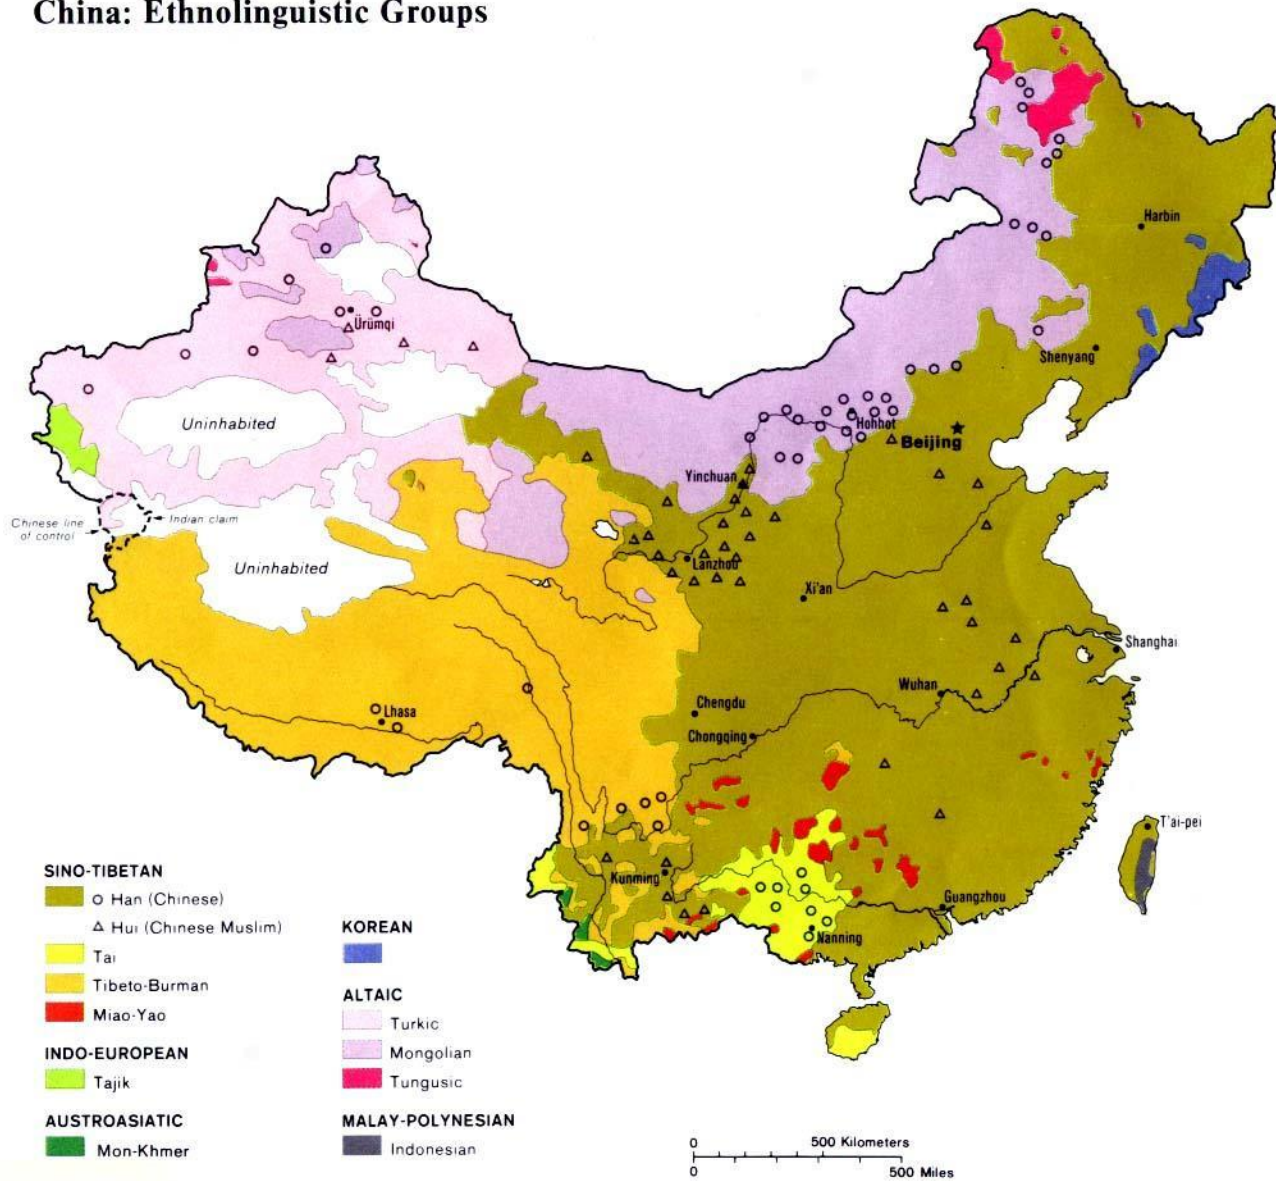 China: Ethnolinguistic Groups
Harbin
Ürümqi
Shenyang
Uninhabited
Hohhot
Beijing
Yinchuan
Chinese line
of control
Indian claim
Lanzhou
Uninhabited
Xi'an
Shanghai
Wuhan
Lhasa
Chengdu
Chongqing
T'ai-pei
Kunming
Guangzhou
Nanning
SINO-TIBETAN
Han (Chinese)
Hui (Chinese Muslim)
Tai
Tibeto-Burman
Miao-Yao
INDO-EUROPEAN
Tajik
AUSTROASIATIC
Mon-Khmer
KOREAN
ALTAIC
Turkic
Mongolian
Tungusic
MALAY-POLYNESIAN
Indonesian
0 500 Kilometers
0 500 Miles